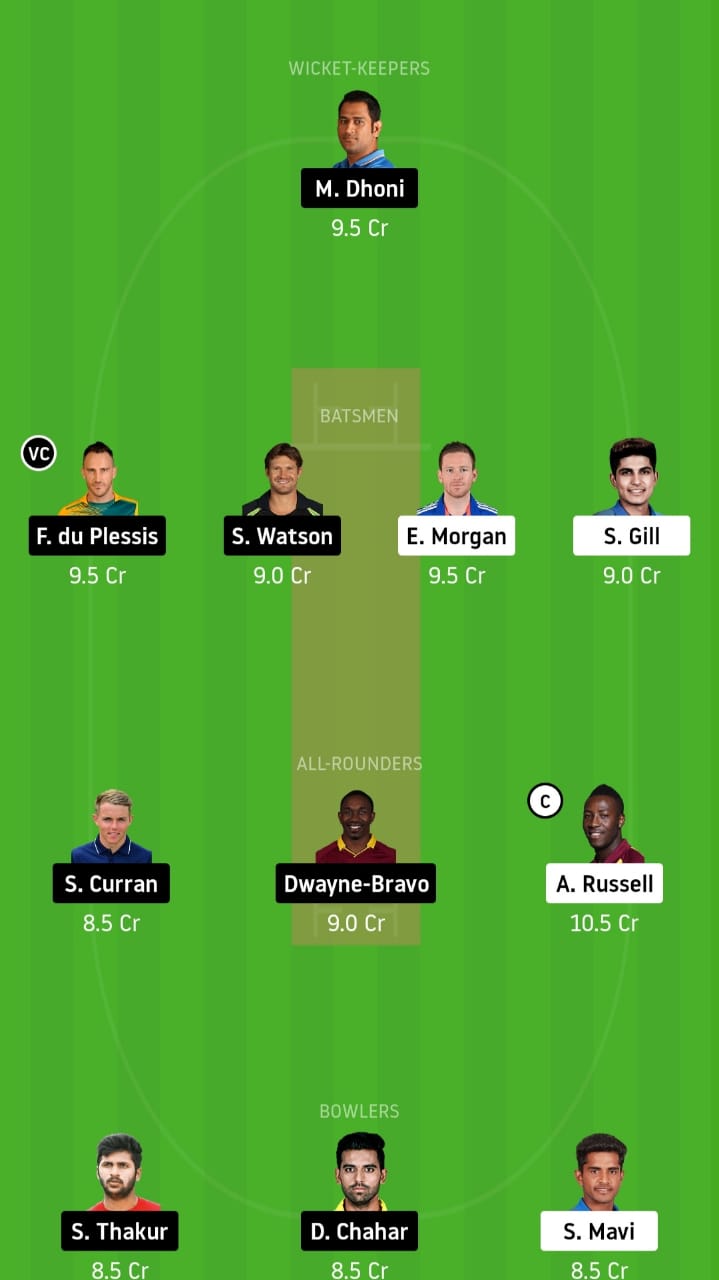 WICKET-KEEPERS
M. Dhoni
9.5 Cr
BATSMEN
VC
F. du Plessis
S. Watson
E. Morgan
S. Gill
9.5 Cr
9.0 Cr
9.5 Cr
9.0 Cr
ALL-ROUNDERS
C
S. Curran
Dwayne-Bravo
A. Russell
8.5 Cr
9.0 Cr
10.5 Cr
BOWLERS
S. Thakur
D. Chahar
S. Mavi
8.5 Cr
8.5 Cr
8.5 Cr